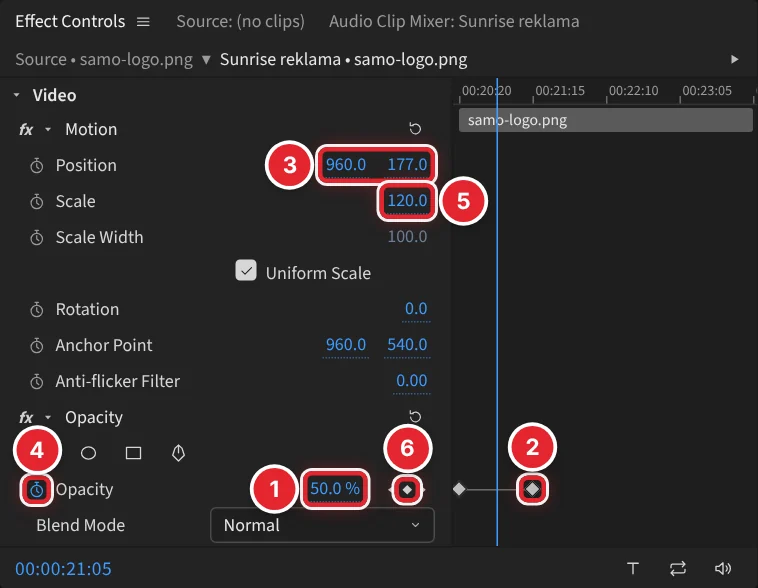 Effect Controls Source: (no clips) Audio Clip Mixer: Sunrise reklama
Source • samo-logo.png Sunrise reklama • samo-logo.png
Video 00:20:20 00:21:15 00:22:10 00:23:05
fx Motion samo-logo.png
Position 3 960.0 177.0
Scale 120.0 5
Scale Width 100.0
Uniform Scale
Rotation 0.0
Anchor Point 960.0 540.0
Anti-flicker Filter 0.00
fx Opacity
4 6 2
Opacity 1 50.0 %
Blend Mode Normal
00:00:21:05 T